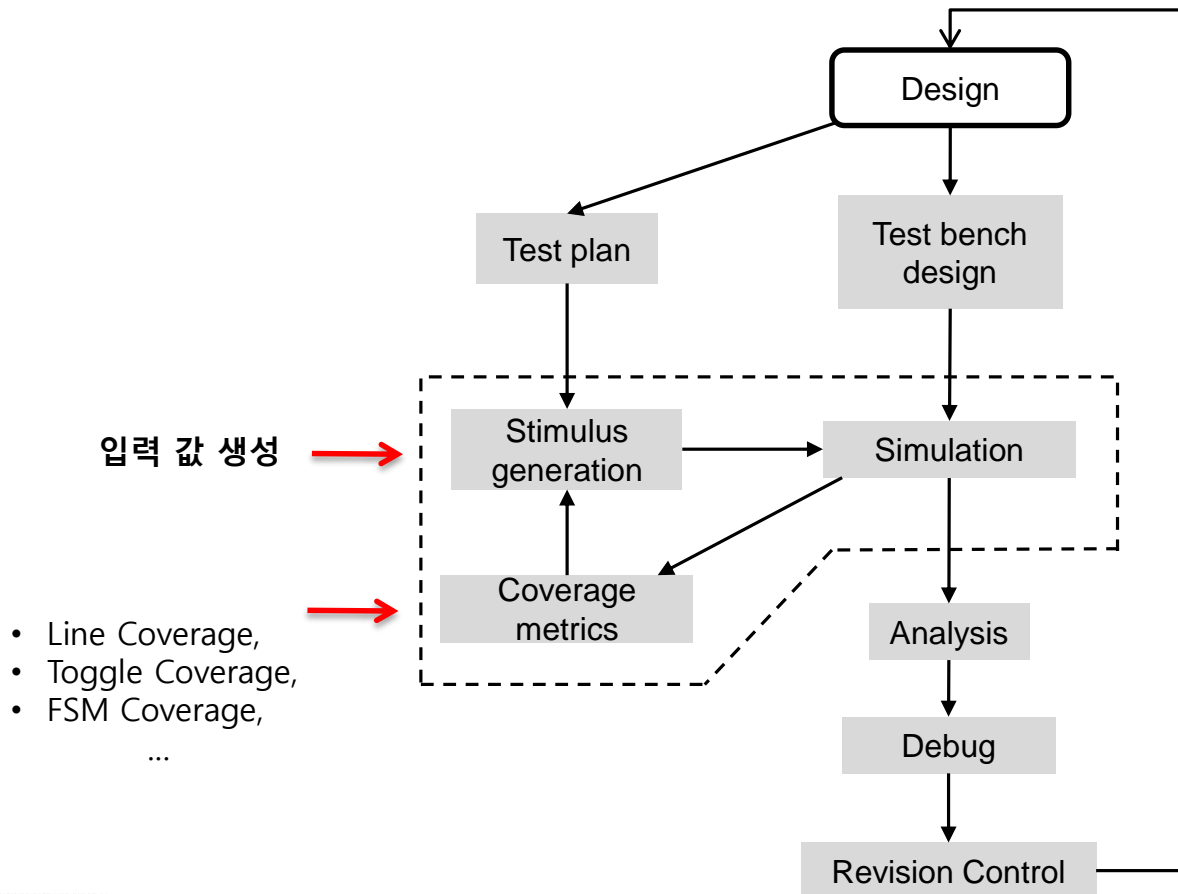 Design
Test plan
Test bench
design
입력 값 생성
Stimulus
generation
Simulation
Coverage
metrics
• Line Coverage,
• Toggle Coverage,
• FSM Coverage,
...
Analysis
Debug
Revision Control